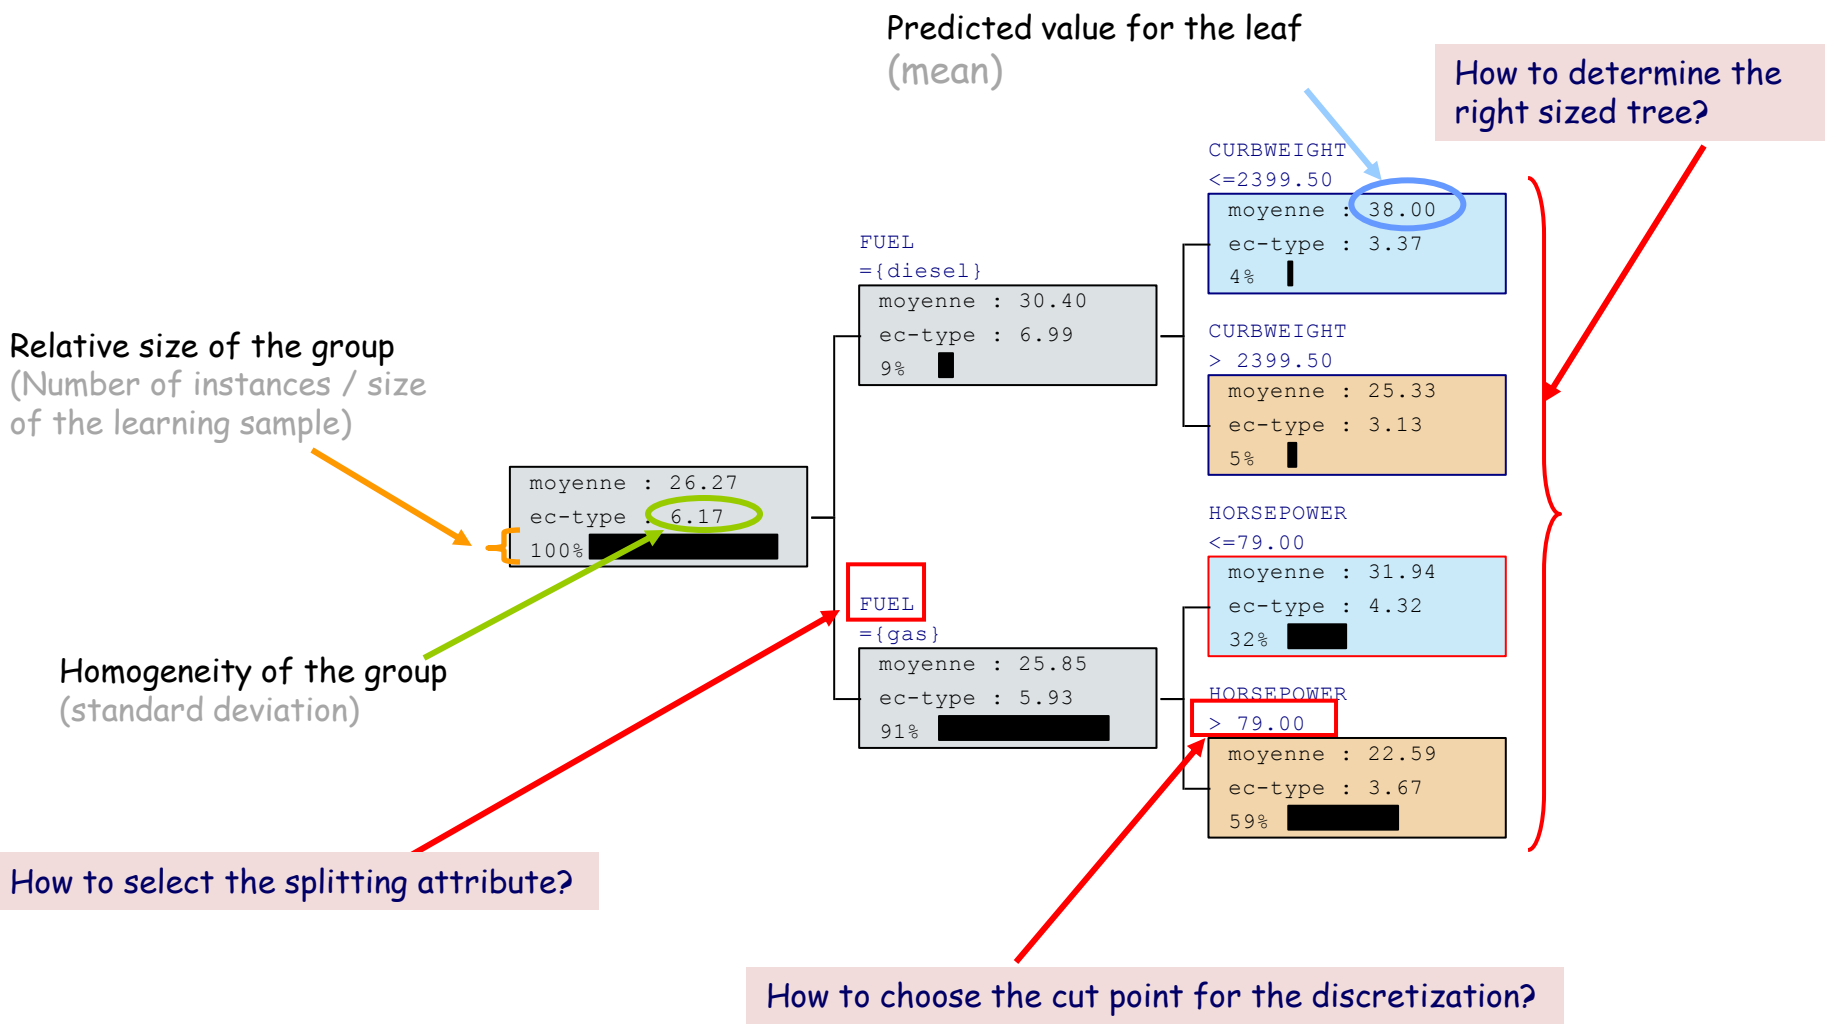 Predicted value for the leaf
(mean)
How to determine the
right sized tree?
CURBWEIGHT
<=2399.50
moyenne : 38.00
ec-type : 3.37
4%
FUEL
={diesel}
moyenne : 30.40
ec-type : 6.99
9%
CURBWEIGHT
> 2399.50
moyenne : 25.33
ec-type : 3.13
5%
Relative size of the group
(Number of instances / size
of the learning sample)
moyenne : 26.27
ec-type : 6.17
100%
HORSEPOWER
<=79.00
moyenne : 31.94
ec-type : 4.32
32%
FUEL
={gas}
moyenne : 25.85
ec-type : 5.93
91%
Homogeneity of the group
(standard deviation)
HORSEPOWER
> 79.00
moyenne : 22.59
ec-type : 3.67
59%
How to select the splitting attribute?
How to choose the cut point for the discretization?